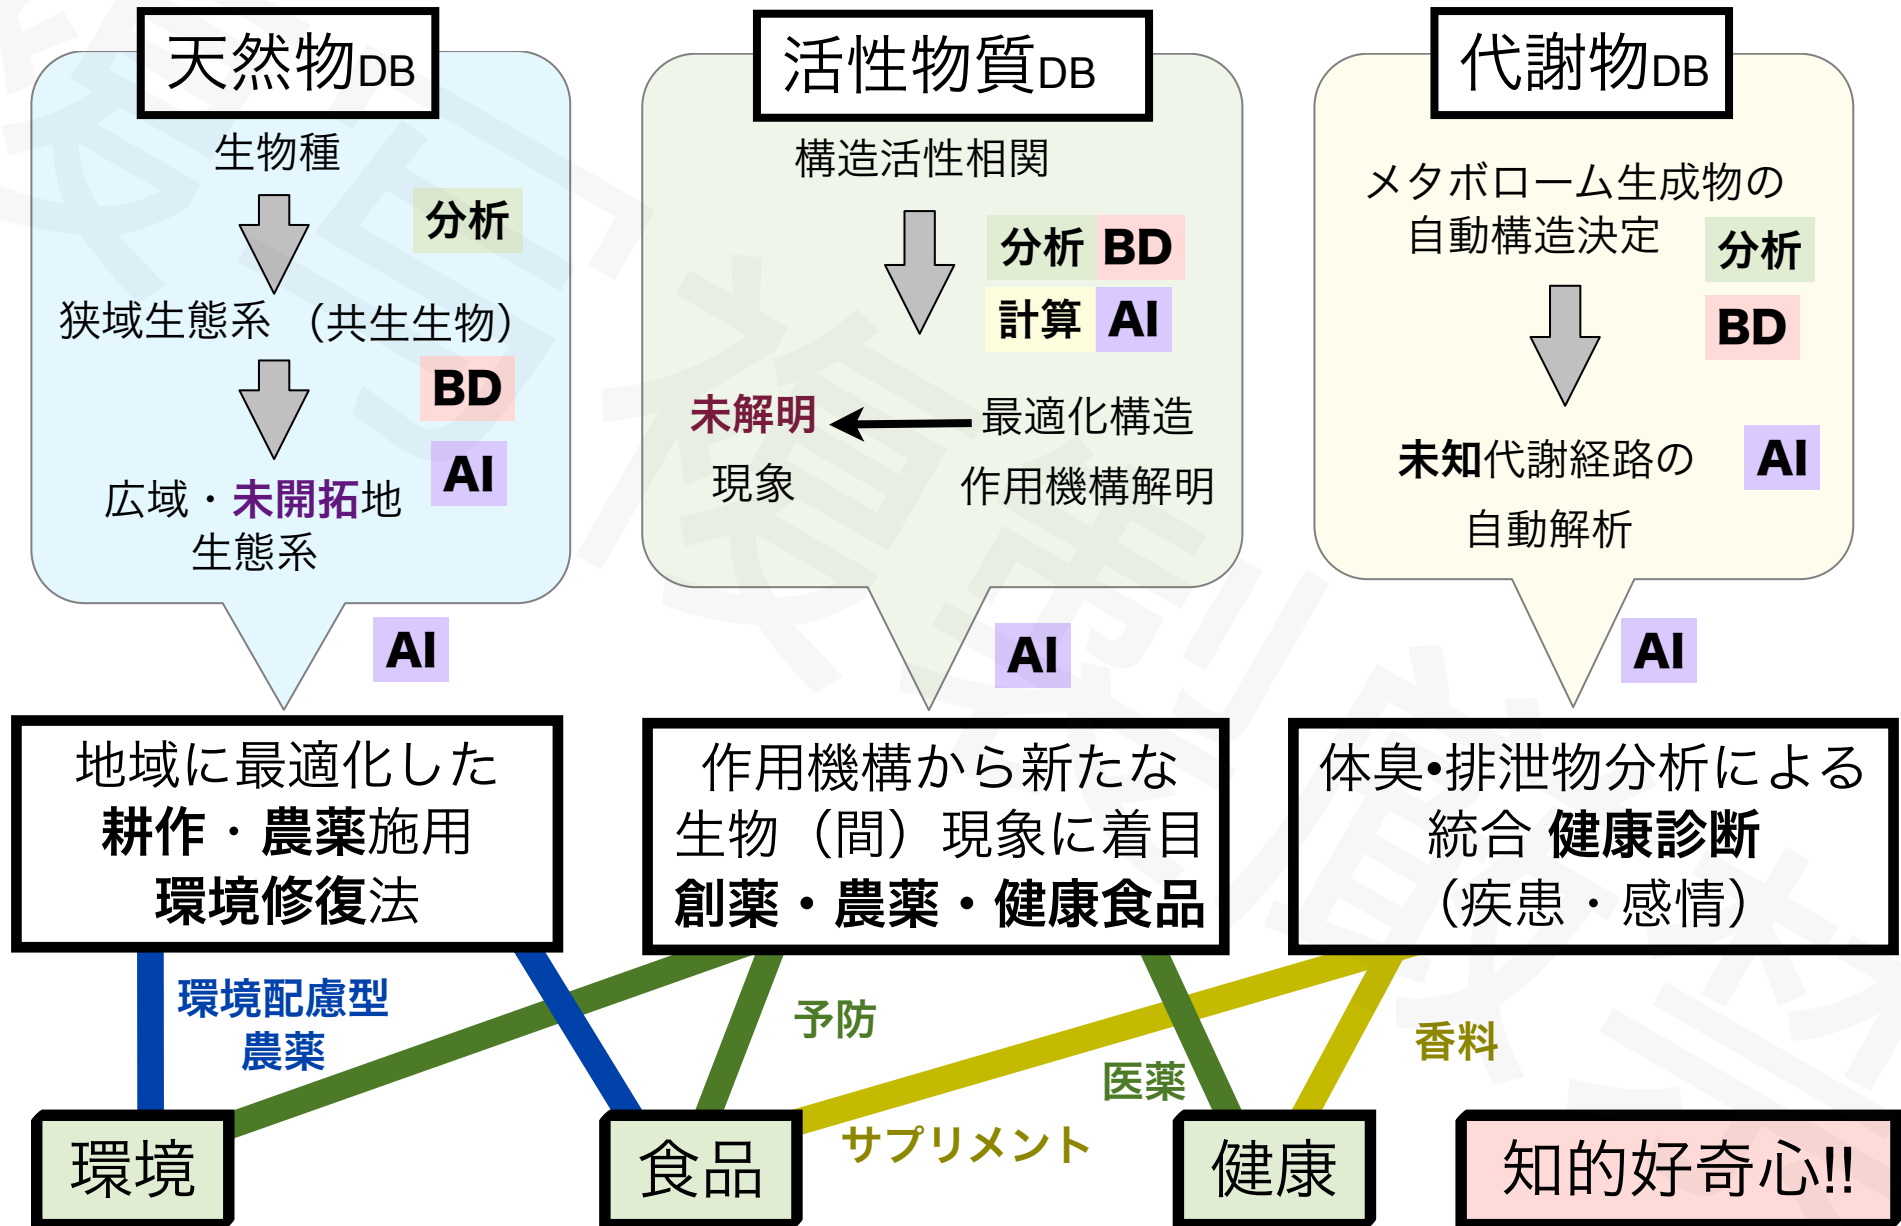 天然物DB
生物種
分析
狭域生態系 （共生生物）
BD
AI
広域・未開拓地
生態系
AI
地域に最適化した
耕作・農薬施用
環境修復法
活性物質DB
構造活性相関
分析 BD
計算 AI
未解明 最適化構造
現象 作用機構解明
AI
作用機構から新たな
生物（間）現象に着目
創薬・農薬・健康食品
代謝物DB
メタボローム生成物の
自動構造決定
分析
BD
未知代謝経路の
AI
自動解析
AI
体臭•排泄物分析による
統合 健康診断
（疾患・感情）
環境配慮型
農薬
予防
医薬
香料
サプリメント
環境
食品
健康
知的好奇心!!
複写複製厳禁